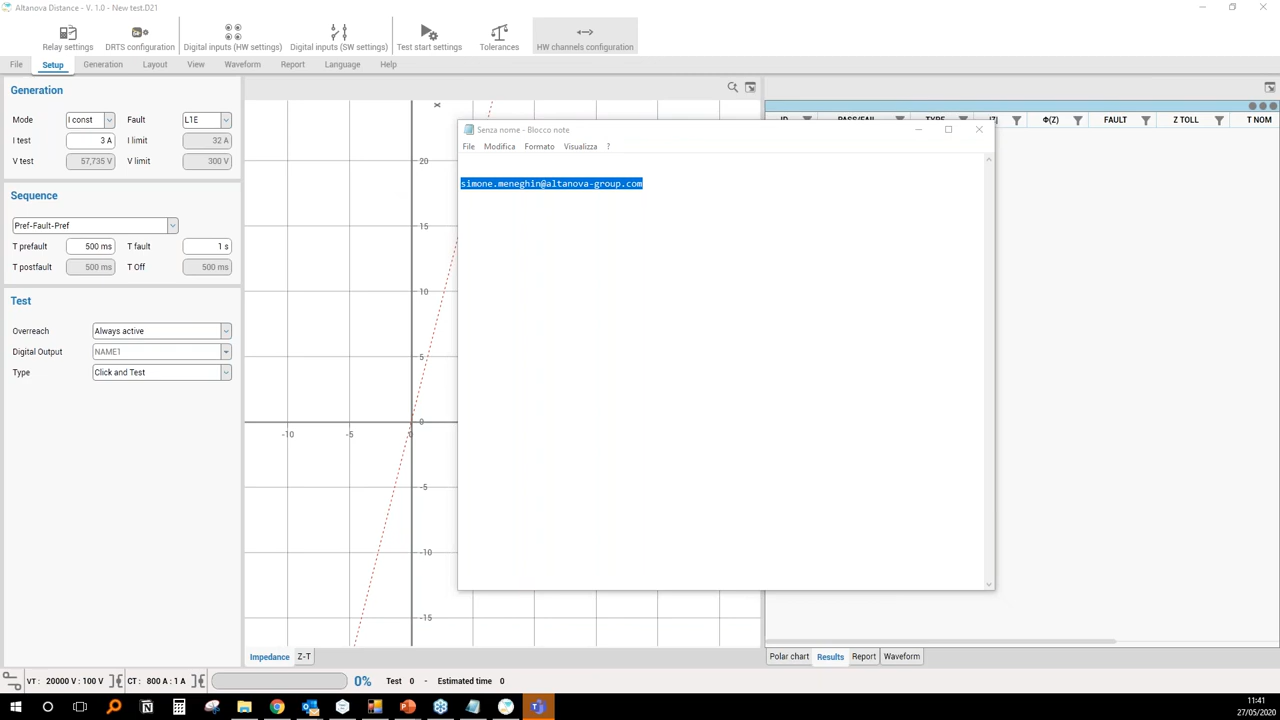 Altanova Distance - V. 1.0 - New test.D21
Relay settings
DRTS configuration
Digital inputs (HW settings)
Digital inputs (SW settings)
Test start settings
Tolerances
HW channels configuration
File Setup Generation Layout View Waveform Report Language Help
Generation
Mode I const Fault L1E
I test 3 A I limit 32 A
V test 57,735 V V limit 300 V
Sequence
Pref-Fault-Pref
T prefault 500 ms T fault 1 s
T postfault 500 ms T Off 500 ms
Test
Overreach Always active
Digital Output NAME1
Type Click and Test
20
15
10
5
0
-10 -5 0
-5
-10
-15
Impedance Z-T
Senza nome - Blocco note
File Modifica Formato Visualizza ?
simone.meneghin@altanova-group.com
Φ(Z) FAULT Z TOLL T NOM
Polar chart Results Report Waveform
VT : 20000 V : 100 V CT : 800 A : 1 A 0% Test 0 - Estimated time 0
11:41
27/05/2020